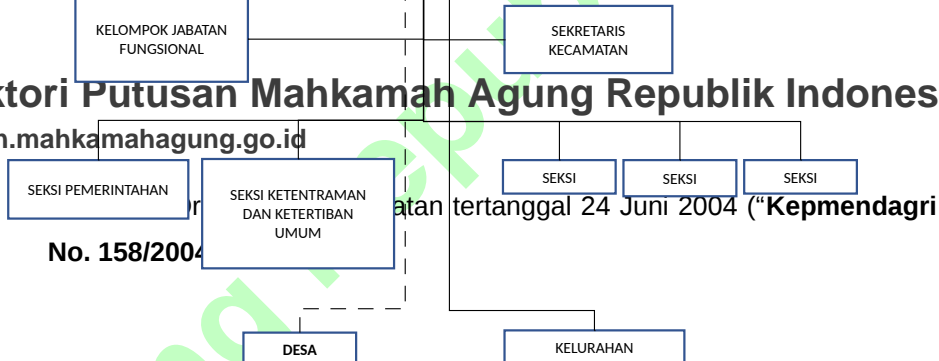 KELOMPOK JABATAN
FUNGSIONAL
SEKRETARIS
KECAMATAN
ktori Putusan Mahkamah Agung Republik Indones
n.mahkamahagung.go.id
SEKSI PEMERINTAHAN
SEKSI KETENTRAMAN
DAN KETERTIBAN
UMUM
SEKSI
SEKSI
SEKSI
atan tertanggal 24 Juni 2004 (“Kepmendagri
No. 158/2004
DESA
KELURAHAN